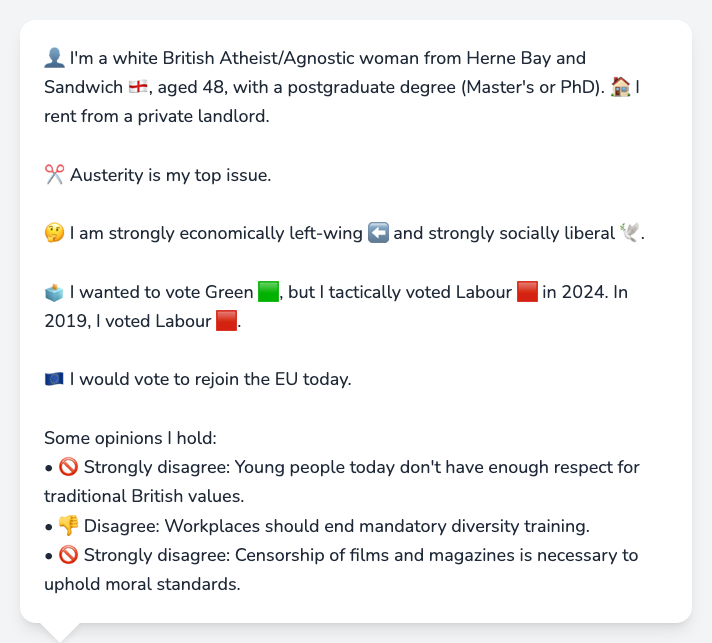 👤 I'm a white British Atheist/Agnostic woman from Herne Bay and
Sandwich 🏴󠁧󠁢󠁥󠁮󠁧󠁿, aged 48, with a postgraduate degree (Master's or PhD). 🏠 I
rent from a private landlord.
✂️ Austerity is my top issue.
🤔 I am strongly economically left-wing ⬅️ and strongly socially liberal 🕊️.
🗳️ I wanted to vote Green 🟩, but I tactically voted Labour 🟥 in 2024. In
2019, I voted Labour 🟥.
🇪🇺 I would vote to rejoin the EU today.
Some opinions I hold:
• 🚫 Strongly disagree: Young people today don't have enough respect for
traditional British values.
• 👎 Disagree: Workplaces should end mandatory diversity training.
• 🚫 Strongly disagree: Censorship of films and magazines is necessary to
uphold moral standards.